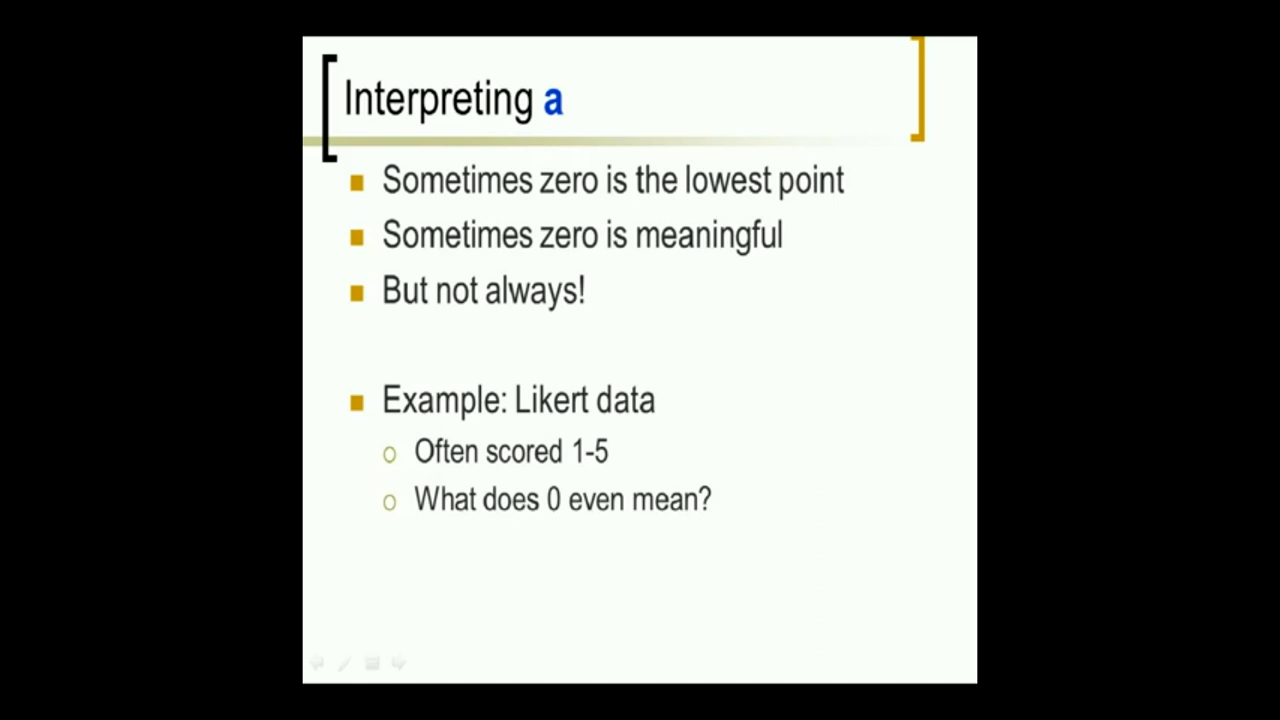 Interpreting a
Sometimes zero is the lowest point
Sometimes zero is meaningful
But not always!
Example: Likert data
Often scored 1-5
What does 0 even mean?